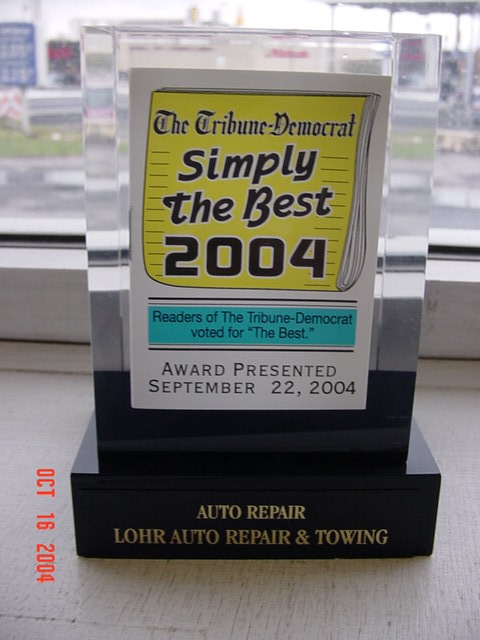 The Tribune-Democrat
Simply
the Best
2004
Readers of The Tribune-Democrat
voted for "The Best."
AWARD PRESENTED
SEPTEMBER 22, 2004
AUTO REPAIR
LOHR AUTO REPAIR & TOWING
OCT 16 2004